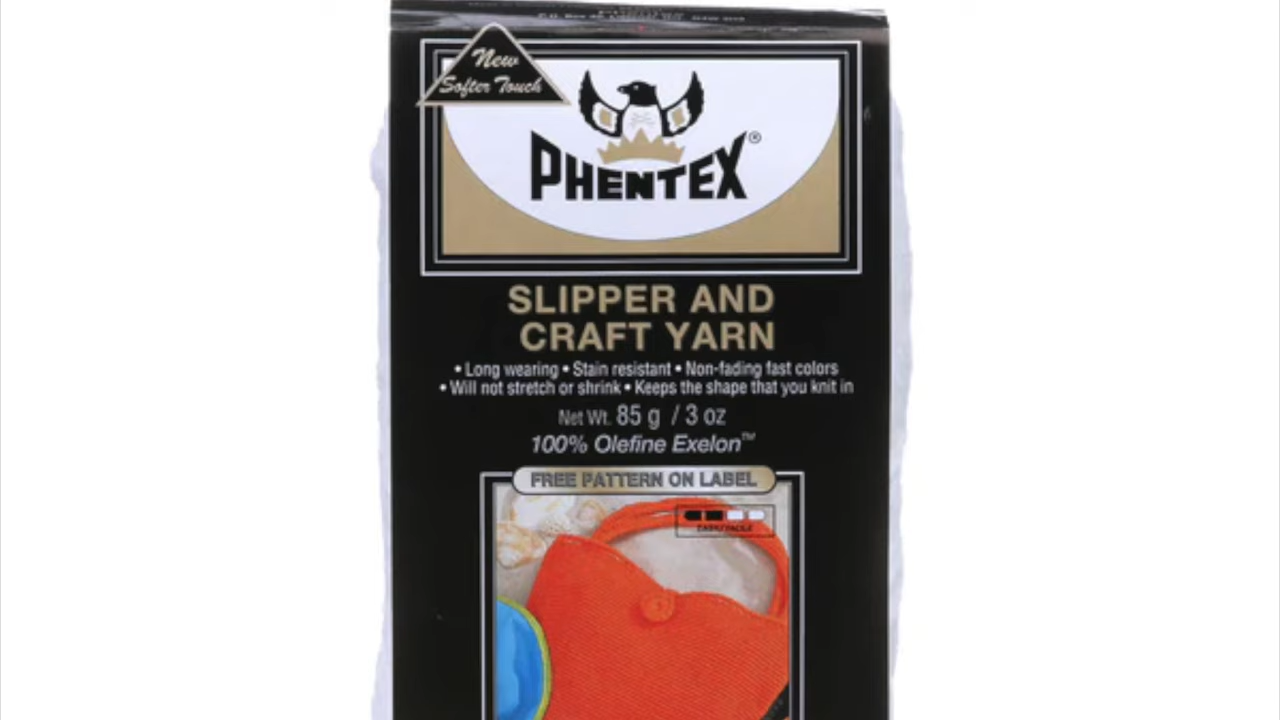 New
Softer Touch
PHENTEX®
SLIPPER AND
CRAFT YARN
• Long wearing • Stain resistant • Non-fading fast colors
• Will not stretch or shrink • Keeps the shape that you knit in
Net Wt. 85 g / 3 oz
100% Olefine Exelon™
FREE PATTERN ON LABEL